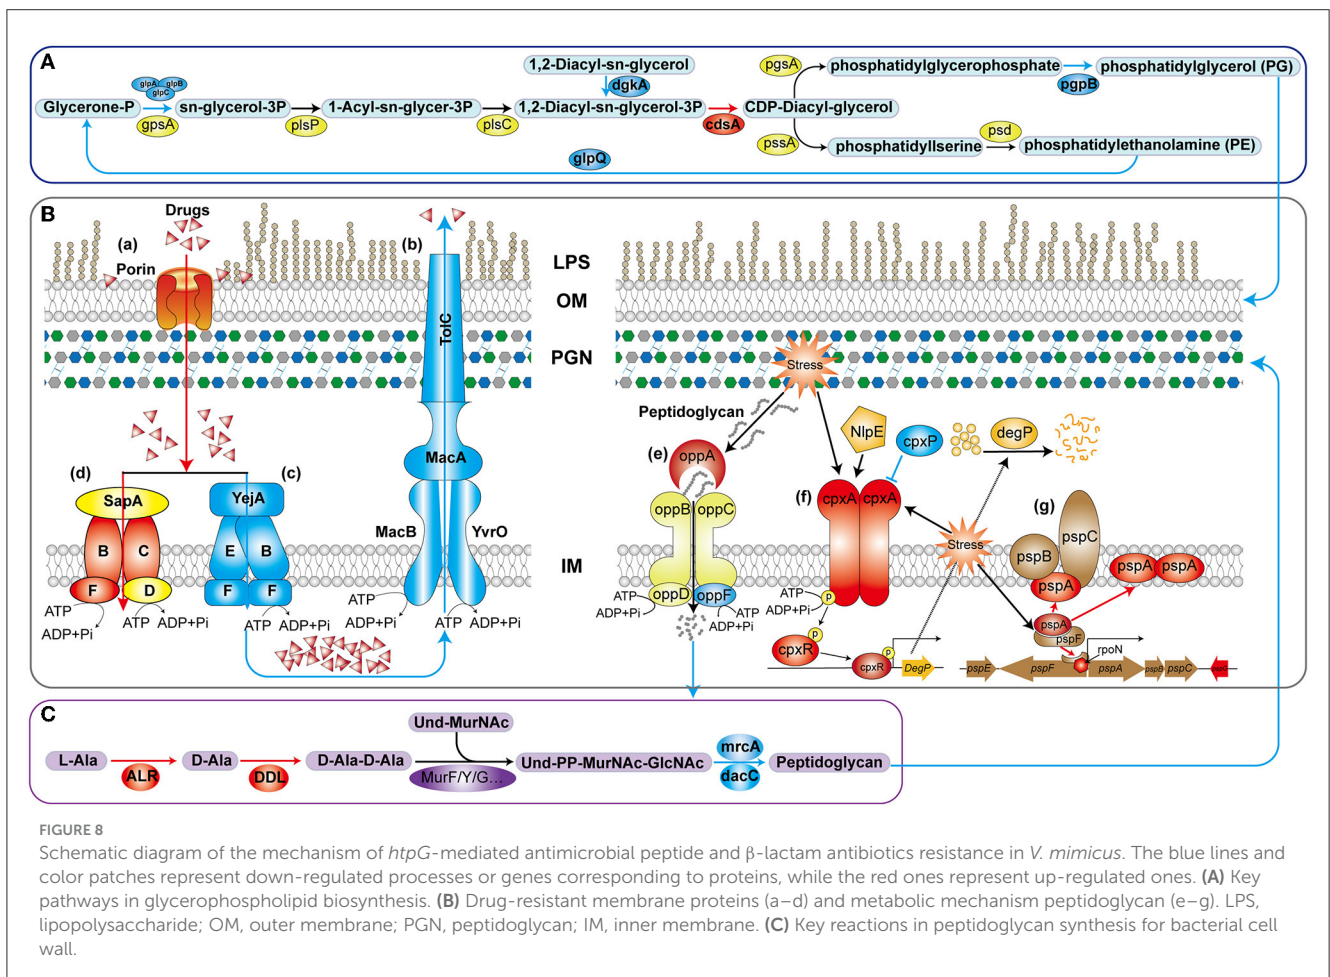 A
1,2-Diacyl-sn-glycerol
pgsA
phosphatidylglycerophosphate
phosphatidylglycerol (PG)
glpA
glpB
glpC
dgkA
pgpB
Glycerone-P
sn-glycerol-3P
1-Acyl-sn-glycer-3P
1,2-Diacyl-sn-glycerol-3P
CDP-Diacyl-glycerol
gpsA
plsP
plsC
cdsA
psd
pssA
phosphatidyllserine
phosphatidylethanolamine (PE)
glpQ
B
Drugs
(a)
(b)
Porin
LPS
OM
TolC
PGN
Stress
Peptidoglycan
NlpE
cpxP
degP
(d)
(c)
MacA
(e)
oppA
SapA
YejA
(f)
cpxA
cpxA
(g)
oppB
oppC
MacB
YvrO
pspC
B
C
E
B
Stress
pspB
IM
pspA
pspA
pspA
F
D
F
F
ATP
ADP+Pi
ATP
ADP+Pi
ATP
ADP+Pi
ATP
ADP+Pi
ATP
ADP+Pi
oppD
oppF
ATP
ADP+Pi
ATP
ADP+Pi
ATP
ADP+Pi
P
P
pspA
pspF
cpxR
P
cpxR
DegP
rpoN
pspE
pspF
pspA
pspB
pspC
C
Und-MurNAc
L-Ala
D-Ala
D-Ala-D-Ala
Und-PP-MurNAc-GlcNAc
mrcA
Peptidoglycan
ALR
DDL
MurF/Y/G...
dacC
FIGURE 8
Schematic diagram of the mechanism of htpG-mediated antimicrobial peptide and β-lactam antibiotics resistance in V. mimicus. The blue lines and
color patches represent down-regulated processes or genes corresponding to proteins, while the red ones represent up-regulated ones. (A) Key
pathways in glycerophospholipid biosynthesis. (B) Drug-resistant membrane proteins (a–d) and metabolic mechanism peptidoglycan (e–g). LPS,
lipopolysaccharide; OM, outer membrane; PGN, peptidoglycan; IM, inner membrane. (C) Key reactions in peptidoglycan synthesis for bacterial cell
wall.